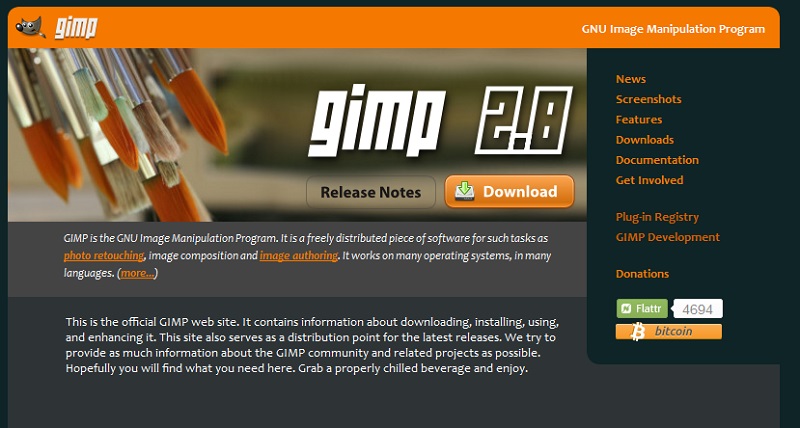 gimp
GNU Image Manipulation Program
gimp 2.8
Release Notes
Download
GIMP is the GNU Image Manipulation Program. It is a freely distributed piece of software for such tasks as
photo retouching, image composition and image authoring. It works on many operating systems, in many
languages. (more...)
This is the official GIMP web site. It contains information about downloading, installing, using,
and enhancing it. This site also serves as a distribution point for the latest releases. We try to
provide as much information about the GIMP community and related projects as possible.
Hopefully you will find what you need here. Grab a properly chilled beverage and enjoy.
News
Screenshots
Features
Downloads
Documentation
Get Involved
Plug-in Registry
GIMP Development
Donations
Flattr 4694
bitcoin